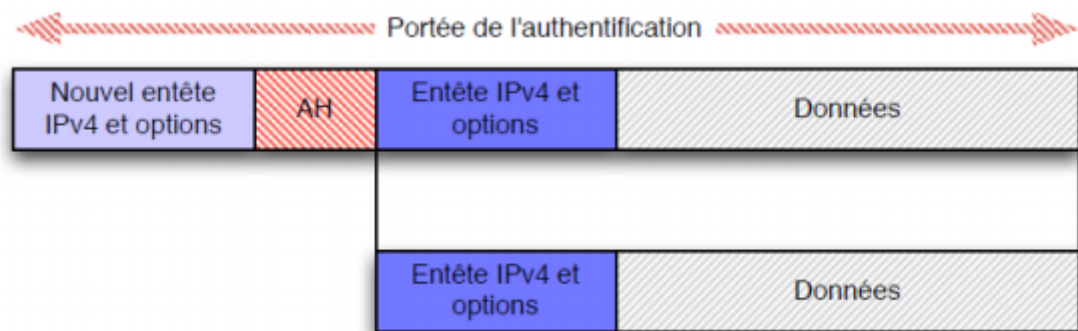 Portée de l'authentification
Nouvel entête
IPv4 et options
AH
Entête IPv4 et
options
Données
Entête IPv4 et
options
Données